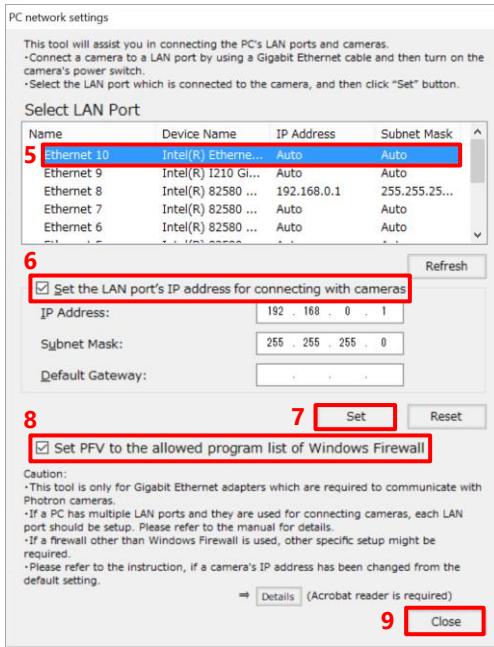 PC network settings
This tool will assist you in connecting the PC's LAN ports and cameras.
・Connect a camera to a LAN port by using a Gigabit Ethernet cable and then turn on the
camera's power switch.
・Select the LAN port which is connected to the camera, and then click "Set" button.
Select LAN Port
Name Device Name IP Address Subnet Mask
5 Ethernet 10 Intel(R) Etherne... Auto Auto
Ethernet 9 Intel(R) I210 Gi... Auto Auto
Ethernet 8 Intel(R) 82580 ... 192.168.0.1 255.255.25...
Ethernet 7 Intel(R) 82580 ... Auto Auto
Ethernet 6 Intel(R) 82580 ... Auto Auto
6
Refresh
Set the LAN port's IP address for connecting with cameras
IP Address: 192 . 168 . 0 . 1
Subnet Mask: 255 . 255 . 255 . 0
Default Gateway: . . .
7 Set Reset
8
Set PFV to the allowed program list of Windows Firewall
Caution:
・This tool is only for Gigabit Ethernet adapters which are required to communicate with
Photron cameras.
・If a PC has multiple LAN ports and they are used for connecting cameras, each LAN
port should be setup. Please refer to the manual for details.
・If a firewall other than Windows Firewall is used, other specific setup might be
required.
・Please refer to the instruction, if a camera's IP address has been changed from the
default setting.
⇒ Details (Acrobat reader is required)
9 Close